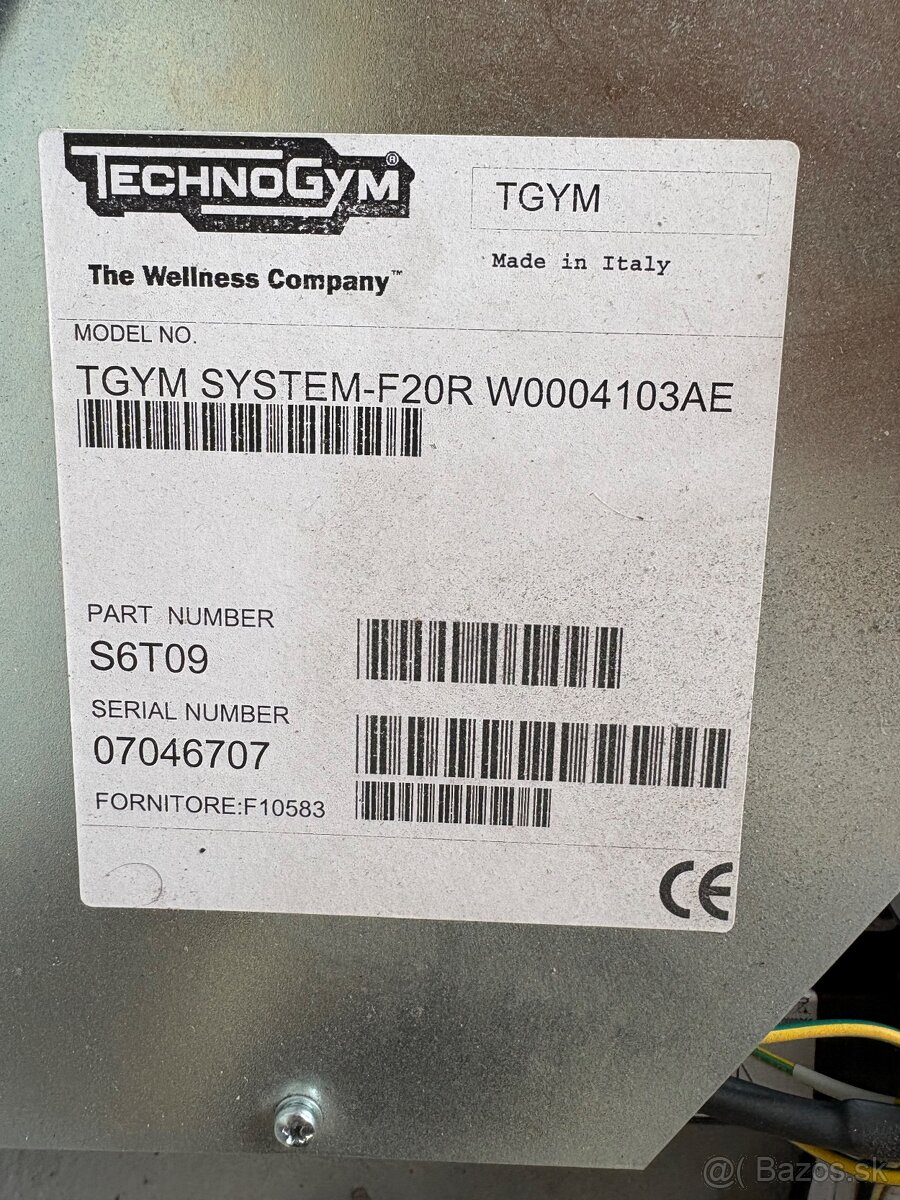 TECHNOGYM®
TGYM
Made in Italy
The Wellness Company™
MODEL NO.
TGYM SYSTEM-F20R W0004103AE
PART NUMBER
S6T09
SERIAL NUMBER
07046707
FORNITORE:F10583
CE
@( Bazos.sk